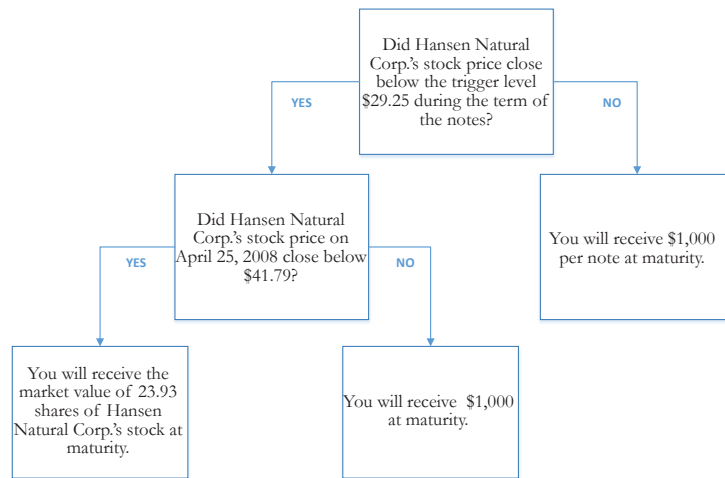 Did Hansen Natural
Corp.'s stock price close
below the trigger level
$29.25 during the term of
the notes?
YES
NO
Did Hansen Natural
Corp.'s stock price on
April 25, 2008 close below
$41.79?
You will receive $1,000
per note at maturity.
YES
NO
You will receive the
market value of 23.93
shares of Hansen
Natural Corp.'s stock at
maturity.
You will receive $1,000
at maturity.